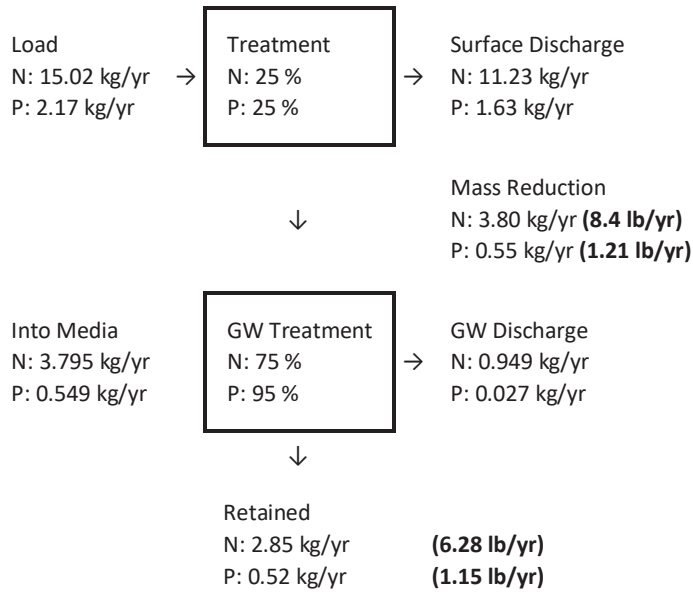 Load
N: 15.02 kg/yr →
P: 2.17 kg/yr
Treatment
N: 25 %
P: 25 %
→
Surface Discharge
N: 11.23 kg/yr
P: 1.63 kg/yr
↓
Mass Reduction
N: 3.80 kg/yr (8.4 lb/yr)
P: 0.55 kg/yr (1.21 lb/yr)
Into Media
N: 3.795 kg/yr
P: 0.549 kg/yr
GW Treatment
N: 75 %
P: 95 %
→
GW Discharge
N: 0.949 kg/yr
P: 0.027 kg/yr
↓
Retained
N: 2.85 kg/yr (6.28 lb/yr)
P: 0.52 kg/yr (1.15 lb/yr)